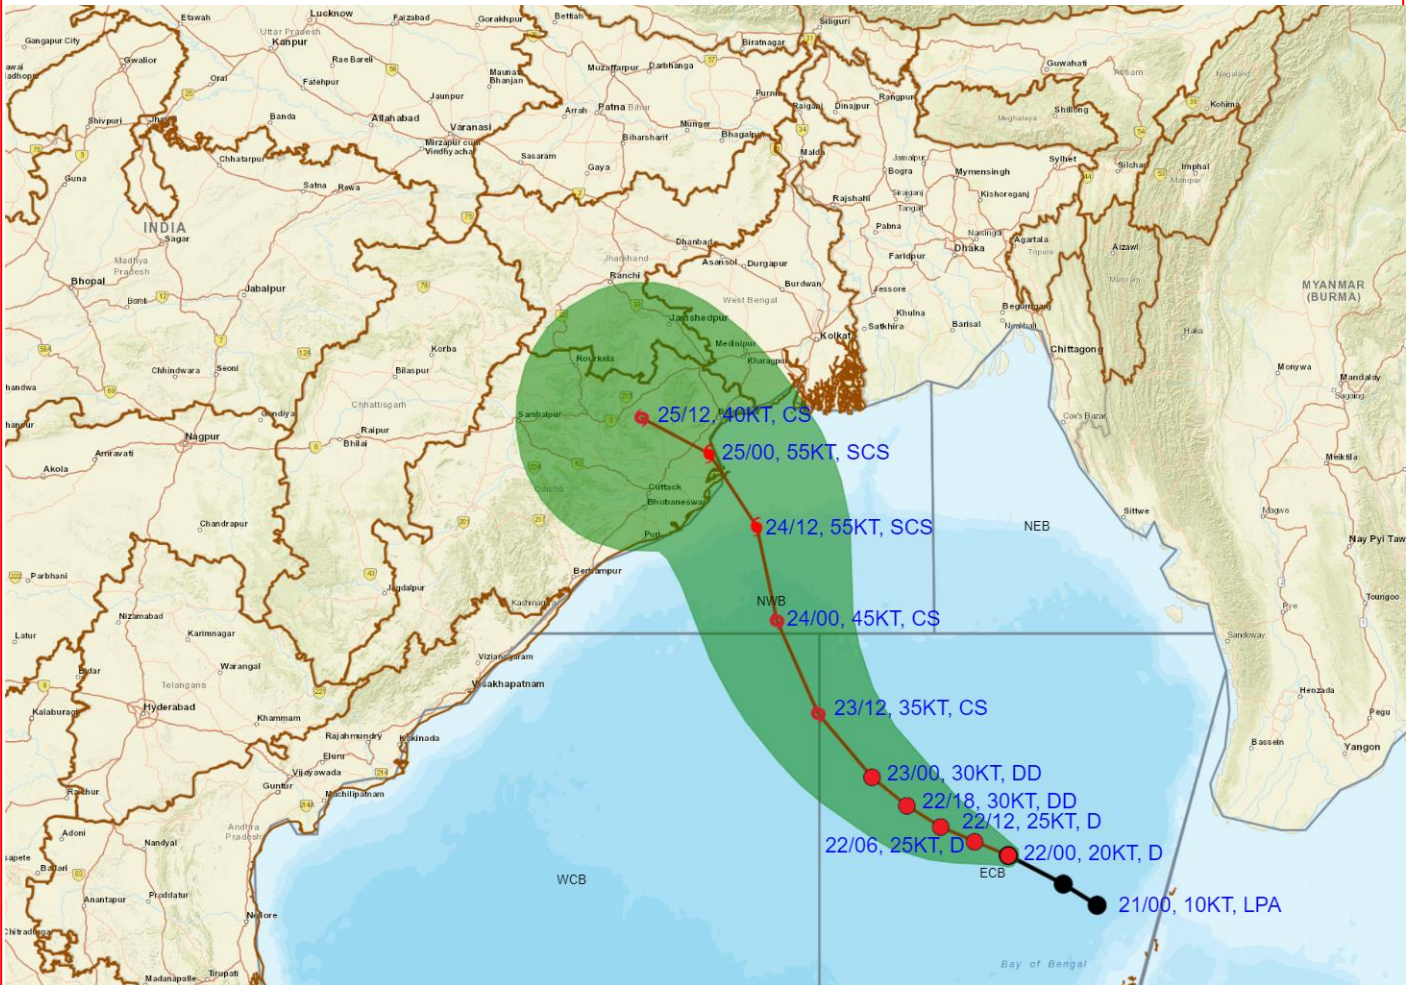 Etawah
Lucknow
Faizabad
Gorakhpur
Bettiah
Siliguri
Gangapur City
Uttar Pradesh
Kanpur
Rae Bareli
Biratnagar
Gwalior
Orai
Fatehpur
Muzaffarpur
Darbhanga
Guwahati
Assam
Nagaland
Jaunpur
Purnia
Rangpur
Shivpuri
Banda
Allahabad
Varanasi
Arrah
Patna
Bihar
Munger
Raiganj
Dinajpur
Shillong
Meghalaya
Kohima
Biharsharif
Bhagalpur
Chhatarpur
Sasaram
Gaya
Malda
Jamalpur
Bogra
Sylhet
Silchar
Imphal
Manipur
Guna
Satna
Rewa
Mymensingh
Rajshahi
Sirajganj
Tangail
Kishoreganj
INDIA
Sagar
Pabna
Dhaka
Narsingdi
Agartala
Tripura
Aizawl
Mizoram
Madhya
Pradesh
Dhanbad
Asansol
Durgapur
Faridpur
Jharkhand
Bhopal
Jabalpur
Ranchi
West Bengal
Burdwan
Jessore
Begumganj
MYANMAR
(BURMA)
Jamshedpur
Khulna
Satkhira
Barisal
Noakhali
Haka
Korba
Rourkela
Medinipur
Kharagpur
Kolkata
Chittagong
Chhindwara
Seoni
Bilaspur
Monywa
Mandalay
Sagaing
Chhattisgarh
Gondiya
Sambalpur
25/12, 40KT, CS
Cox's Bazar
Nagpur
Raipur
Bhilai
25/00, 55KT, SCS
Meiktila
Amravati
Akola
Odisha
Cuttack
Bhubaneswar
Sittwe
Magwe
Chandrapur
Puri
24/12, 55KT, SCS
NEB
Nay Pyi Taw
Parbhani
Jagdalpur
Berhampur
Kashinagara
NWB
24/00, 45KT, CS
Pye
Toungoo
Nizamabad
Latur
Karimnagar
Sandoway
Bidar
Warangal
Vizianagaram
Telangana
Visakhapatnam
Henzada
Kalaburagi
Hyderabad
Khammam
23/12, 35KT, CS
Pegu
Rajahmundry
Kakinada
Bassein
Yangon
Eluru
Vijayawada
23/00, 30KT, DD
Guntur
Machilipatnam
Raichur
22/18, 30KT, DD
Adoni
Andhra
Pradesh
22/12, 25KT, D
Nandyal
22/06, 25KT, D
22/00, 20KT, D
Ballari
ECB
WCB
Anantapur
Proddatur
21/00, 10KT, LPA
Nellore
Bay of Bengal
Madanapalle
Tirupati